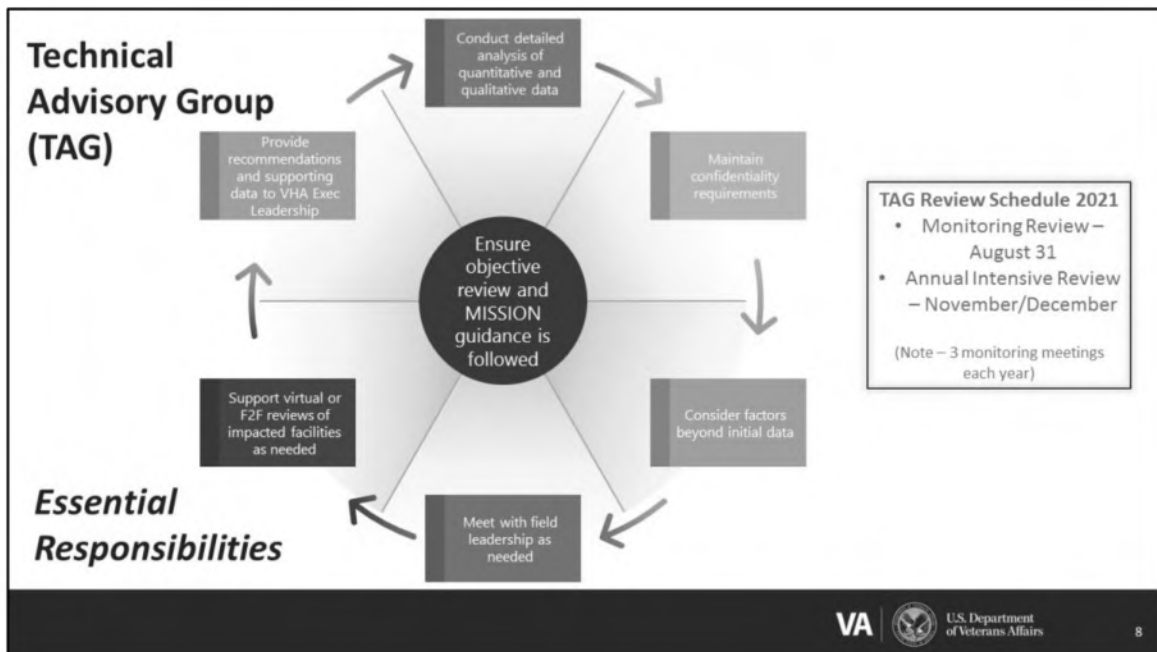 Technical
Advisory Group
(TAG)
Conduct detailed
analysis of
quantitative and
qualitative data
Maintain
confidentiality
requirements
Consider factors
beyond initial data
Meet with field
leadership as
needed
Support virtual or
F2F reviews of
impacted facilities
as needed
Provide
recommendations
and supporting
data to VHA Exec
Leadership
Ensure
objective
review and
MISSION
guidance is
followed
TAG Review Schedule 2021
• Monitoring Review –
August 31
• Annual Intensive Review
– November/December
(Note – 3 monitoring meetings
each year)
Essential
Responsibilities
VA
U.S. Department
of Veterans Affairs
8